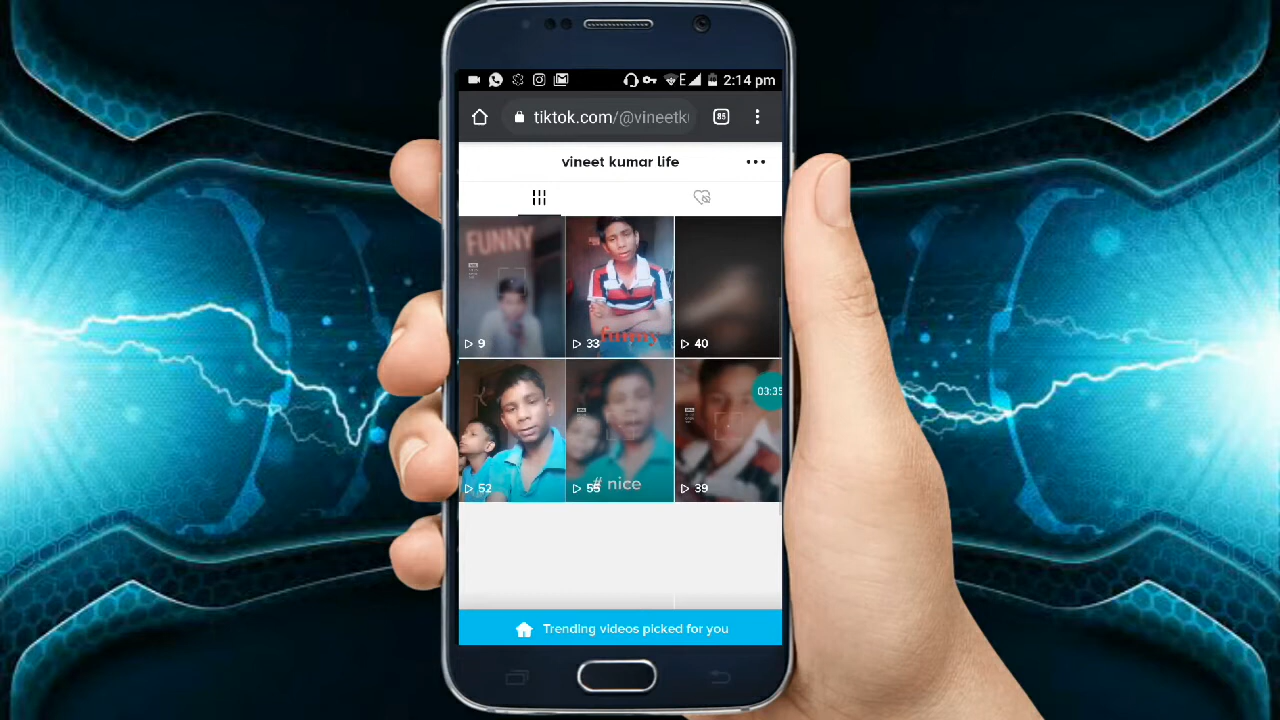 2:14 pm
tiktok.com/@vineetk
85
vineet kumar life
FUNNY
9
funny
33
40
03:35
52
# nice
55
39
Trending videos picked for you